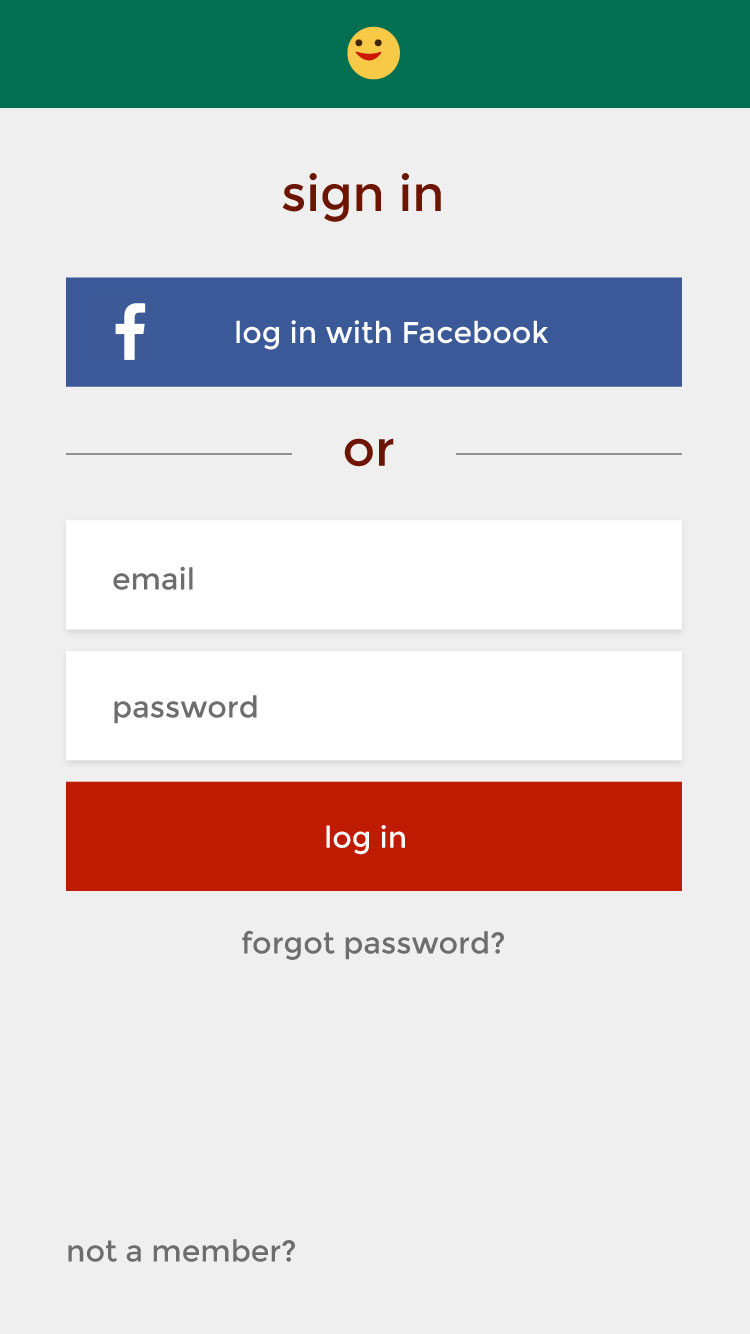 sign in
log in with Facebook
or
email
password
log in
forgot password?
not a member?